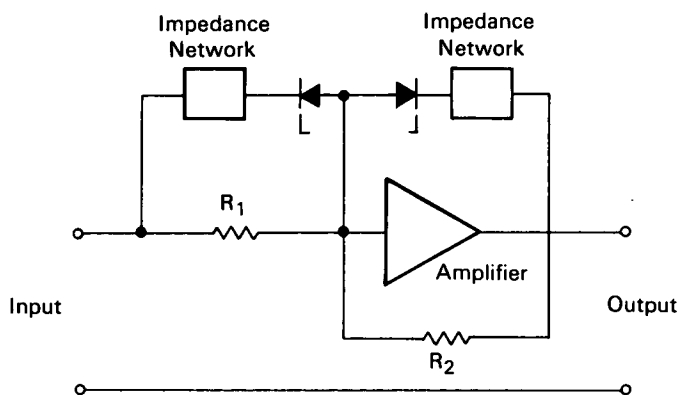 Impedance
Network
Impedance
Network
R1
Amplifier
Input
Output
R2